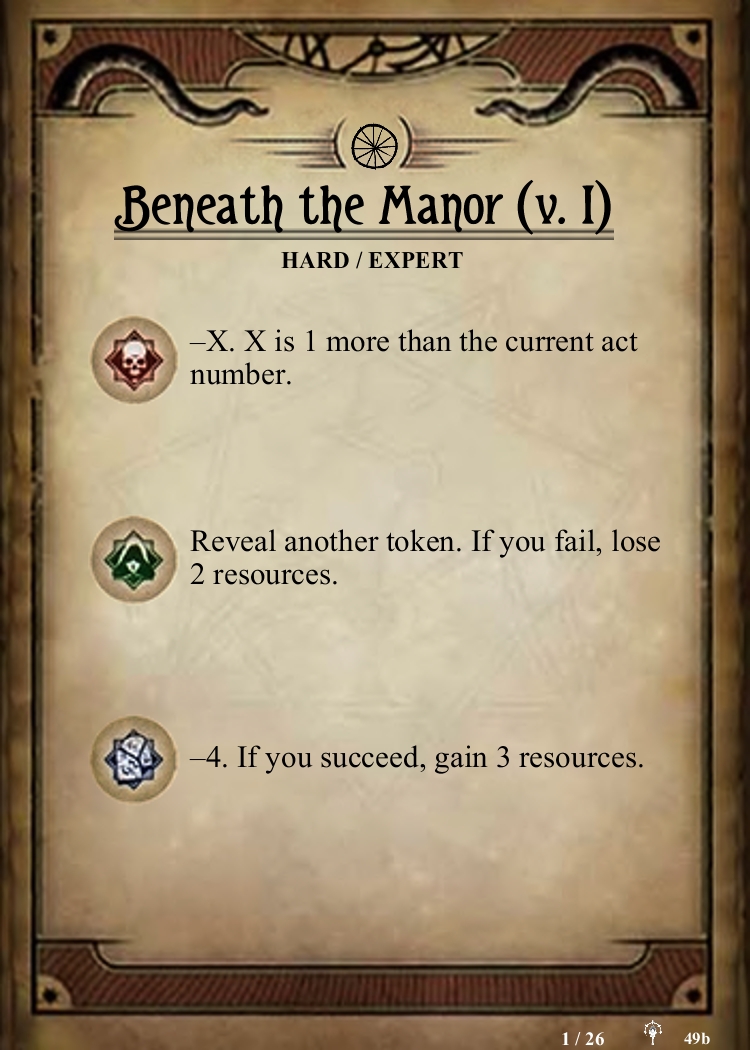 Beneath the Manor (v. I)
HARD / EXPERT
–X. X is 1 more than the current act
number.
Reveal another token. If you fail, lose
2 resources.
–4. If you succeed, gain 3 resources.
1 / 26
49b